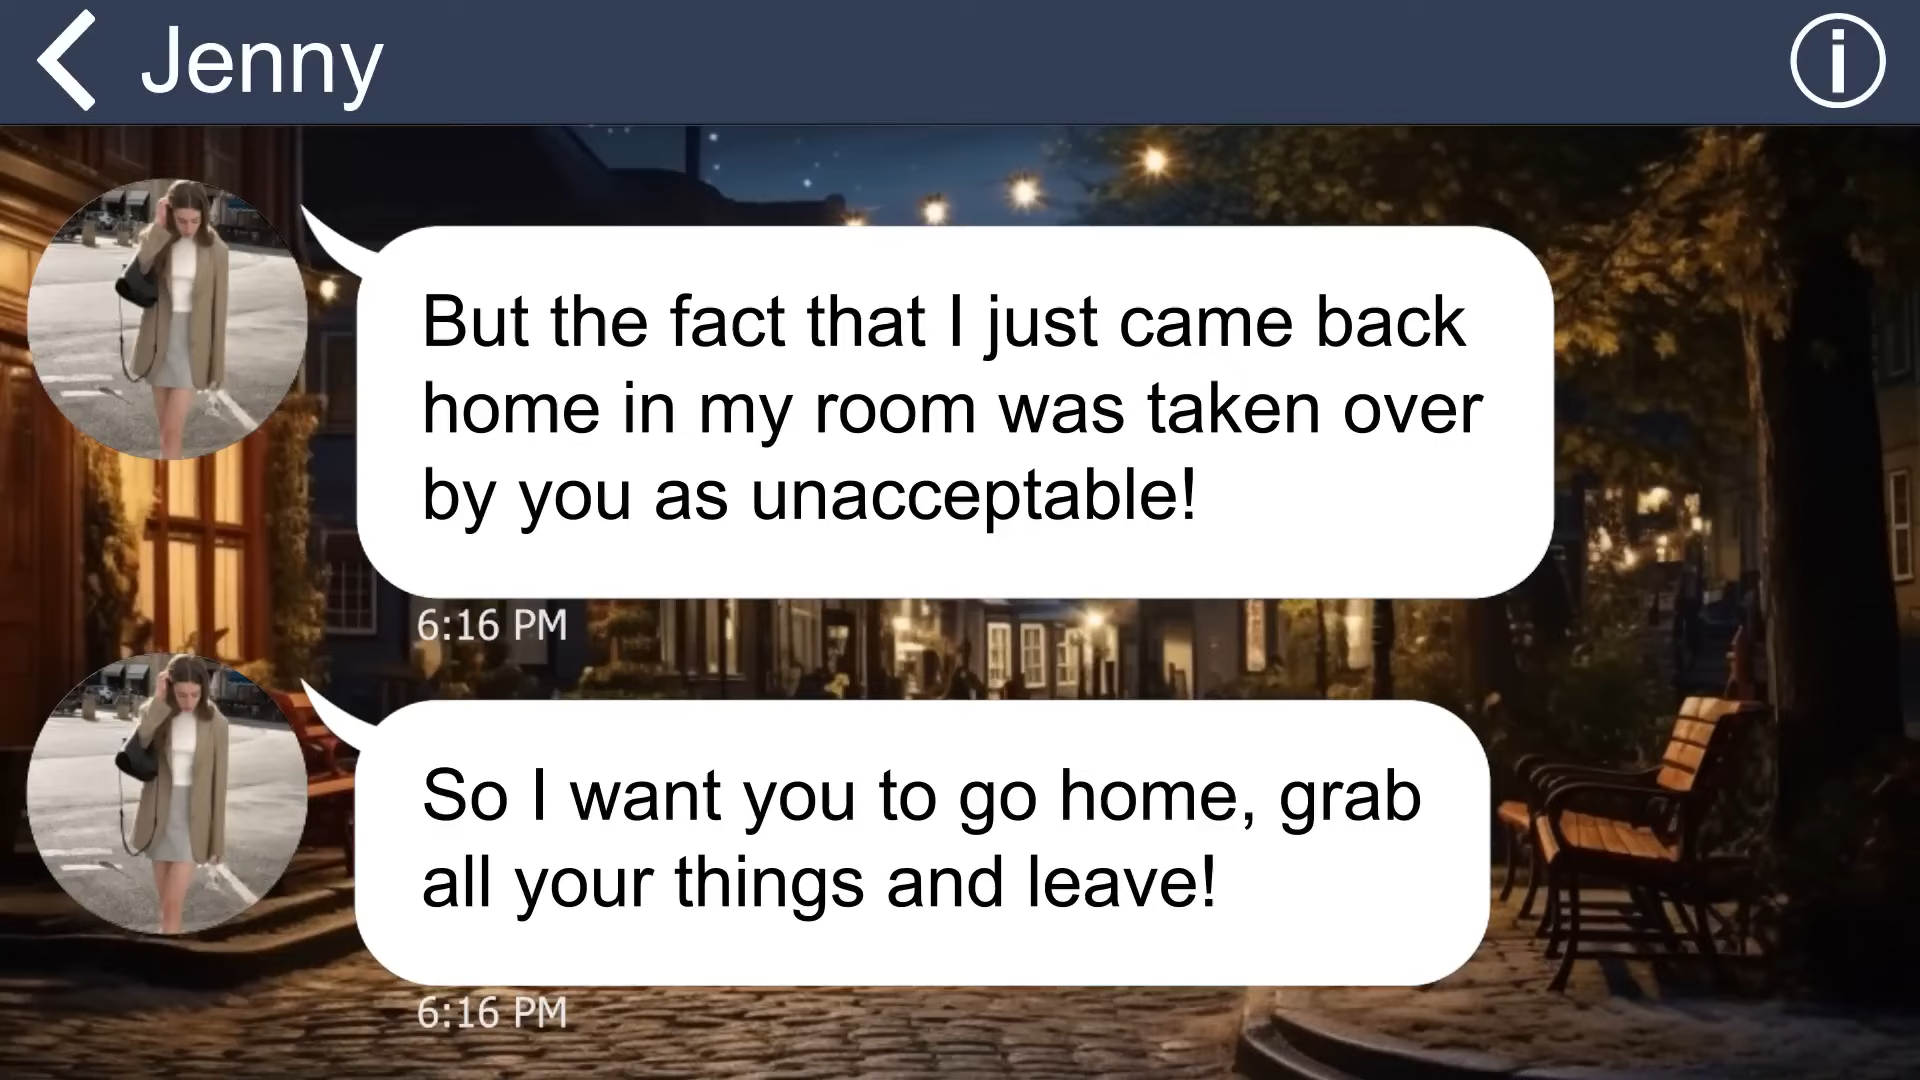 Jenny
But the fact that I just came back
home in my room was taken over
by you as unacceptable!
6:16 PM
So I want you to go home, grab
all your things and leave!
6:16 PM